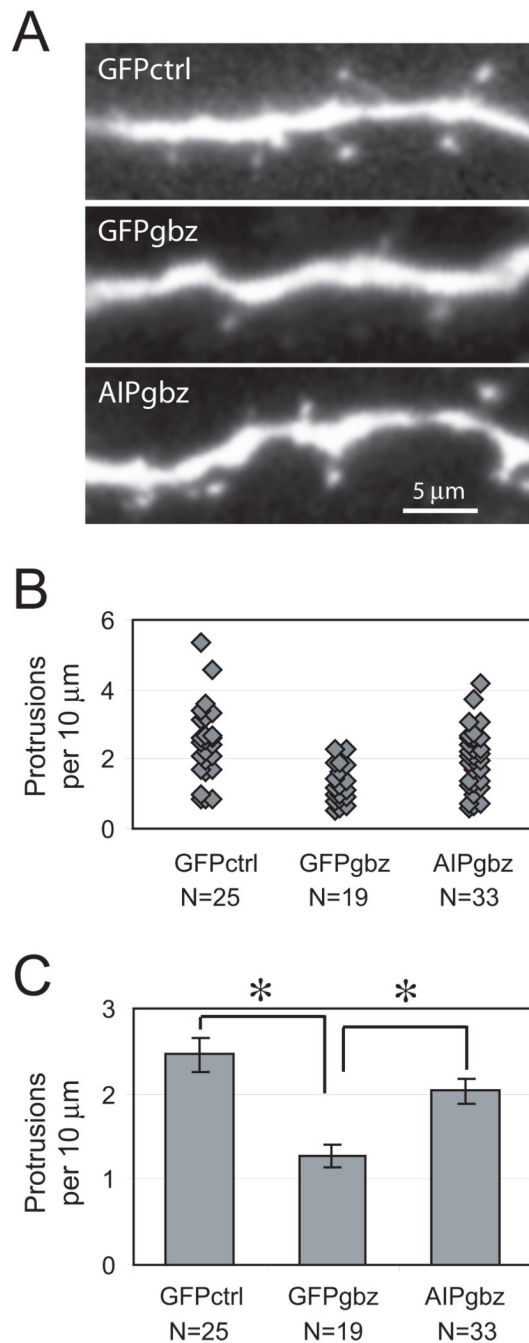 A
GFPctrl
GFPgbz
AIPgbz
5 μm
B
Protrusions
per 10 μm
6
4
2
0
GFPctrl GFPgbz AIPgbz
N=25 N=19 N=33
C
Protrusions
per 10 μm
3
2
1
0
* *
GFPctrl GFPgbz AIPgbz
N=25 N=19 N=33